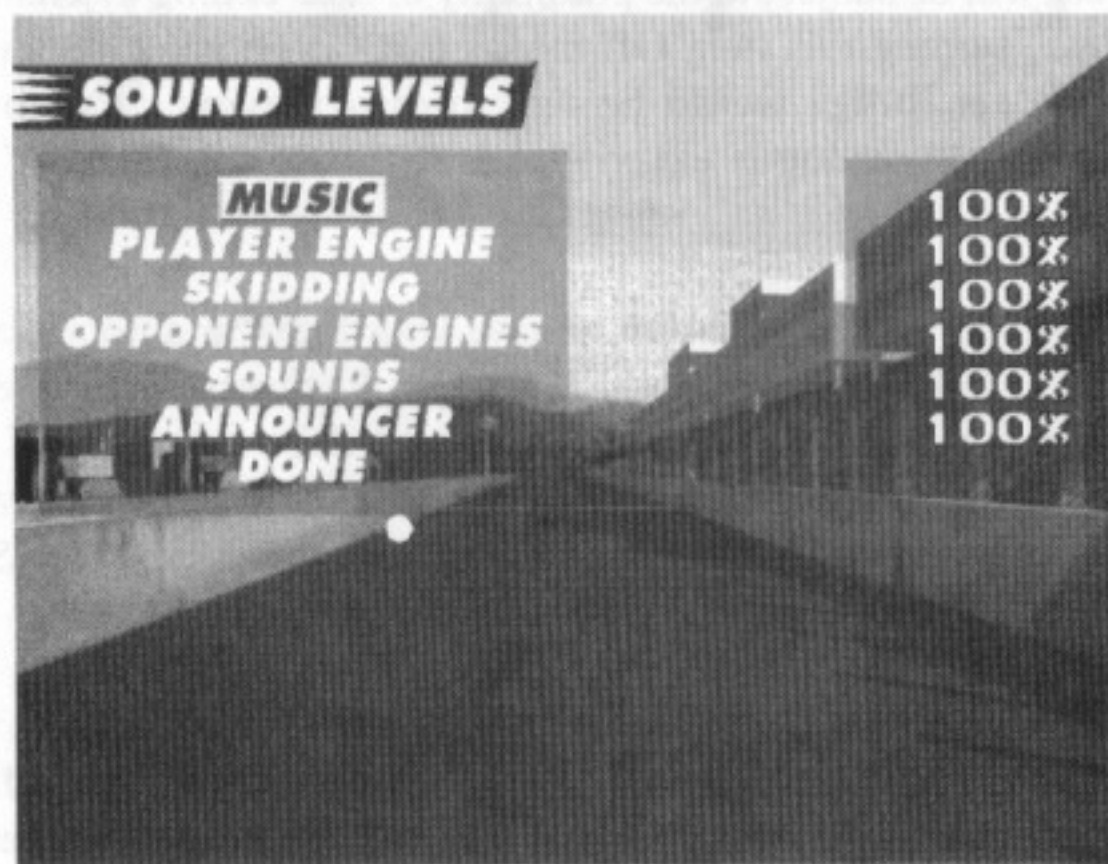 SOUND LEVELS
MUSIC 100%
PLAYER ENGINE 100%
SKIDDING 100%
OPPONENT ENGINES 100%
SOUNDS 100%
ANNOUNCER 100%
DONE